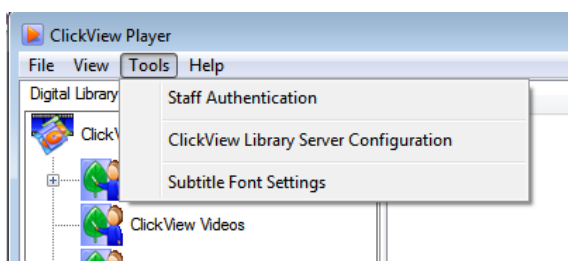 ClickView Player
File View Tools Help
Digital Library
Staff Authentication
ClickV
ClickView Library Server Configuration
Subtitle Font Settings
ClickView Videos